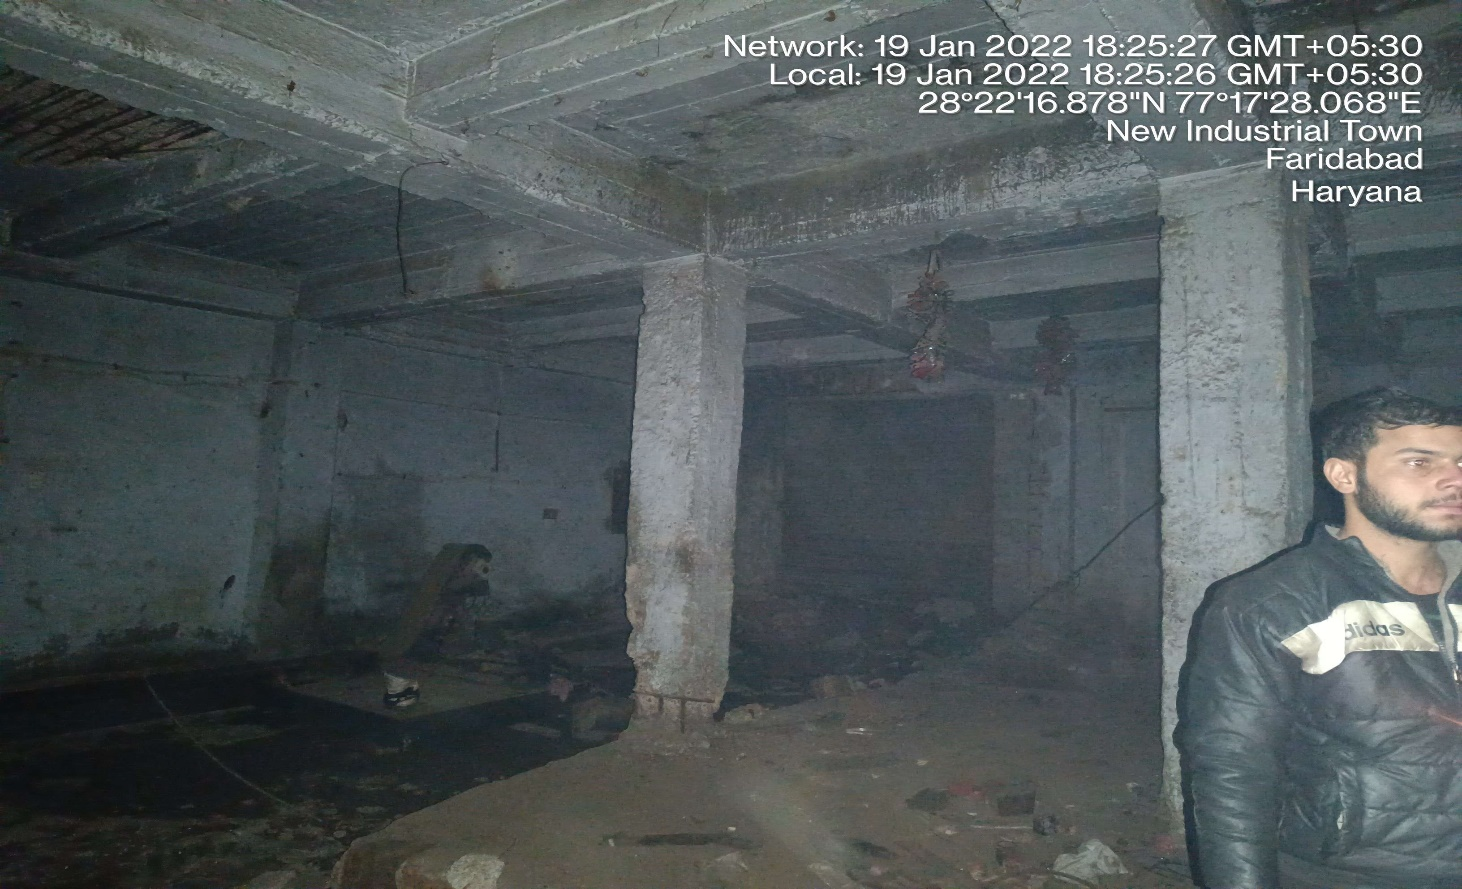 Network: 19 Jan 2022 18:25:27 GMT+05:30
Local: 19 Jan 2022 18:25:26 GMT+05:30
28°22'16.878"N 77°17'28.068"E
New Industrial Town
Faridabad
Haryana
adidas